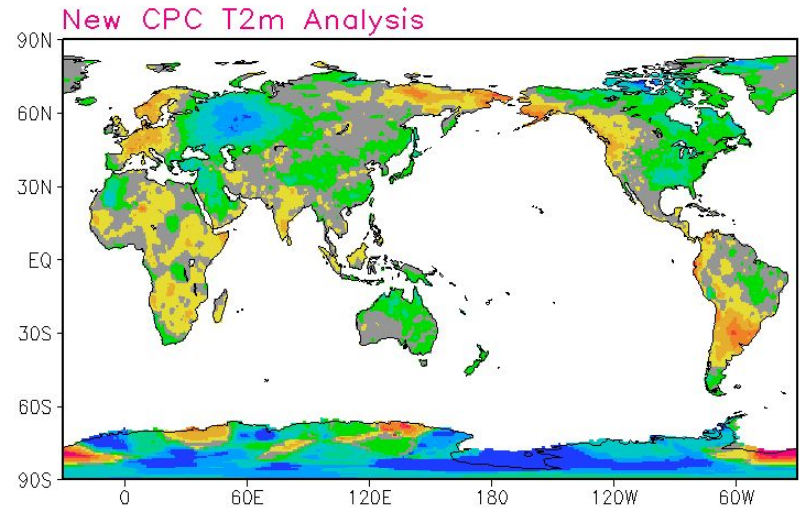 New CPC T2m Analysis
90N
60N
30N
EQ
30S
60S
90S
0 60E 120E 180 120W 60W